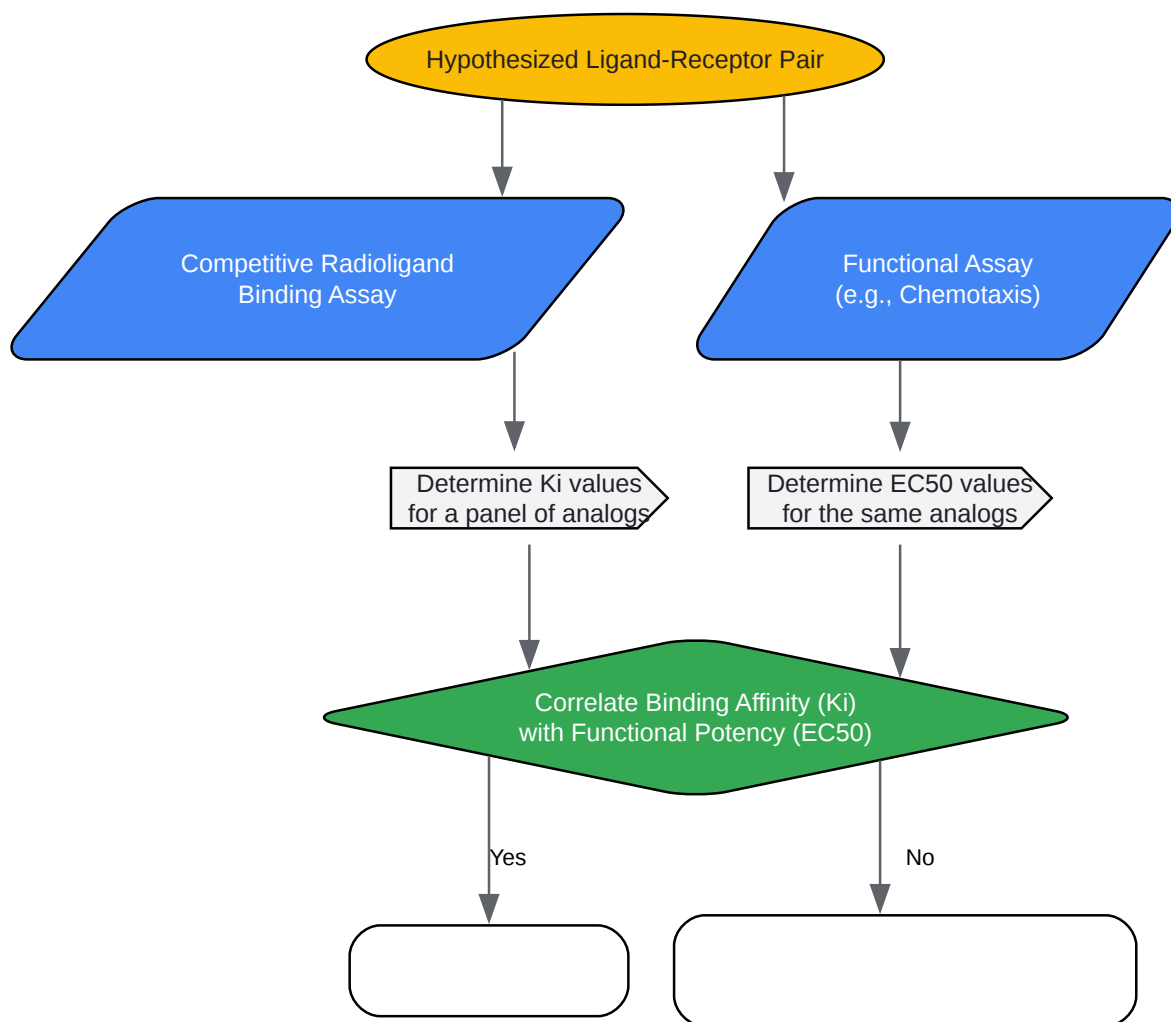 Hypothesized Ligand-Receptor Pair
Competitive Radioligand
Binding Assay
Functional Assay
(e.g., Chemotaxis)
Determine Ki values
for a panel of analogs
Determine EC50 values
for the same analogs
Correlate Binding Affinity (Ki)
with Functional Potency (EC50)
Yes
No